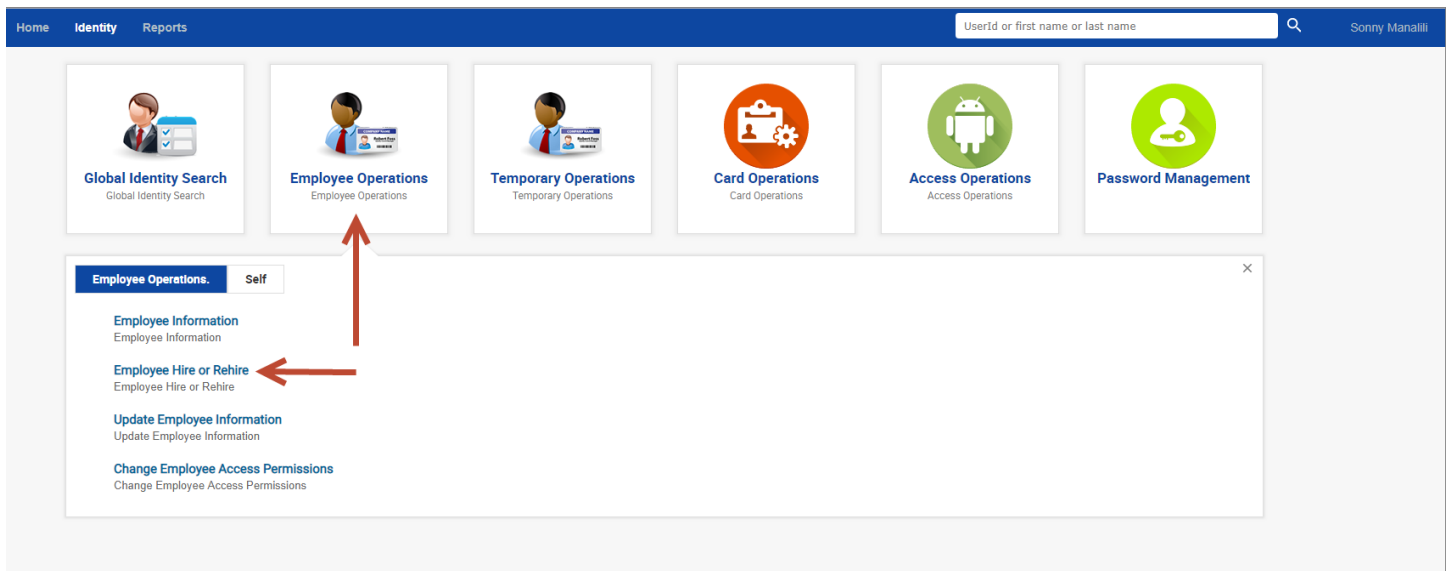 Home Identity Reports UserId or first name or last name Sonny Manalili
Global Identity Search
Global Identity Search
Employee Operations
Employee Operations
Temporary Operations
Temporary Operations
Card Operations
Card Operations
Access Operations
Access Operations
Password Management
Employee Operations. Self
Employee Information
Employee Information
Employee Hire or Rehire
Employee Hire or Rehire
Update Employee Information
Update Employee Information
Change Employee Access Permissions
Change Employee Access Permissions